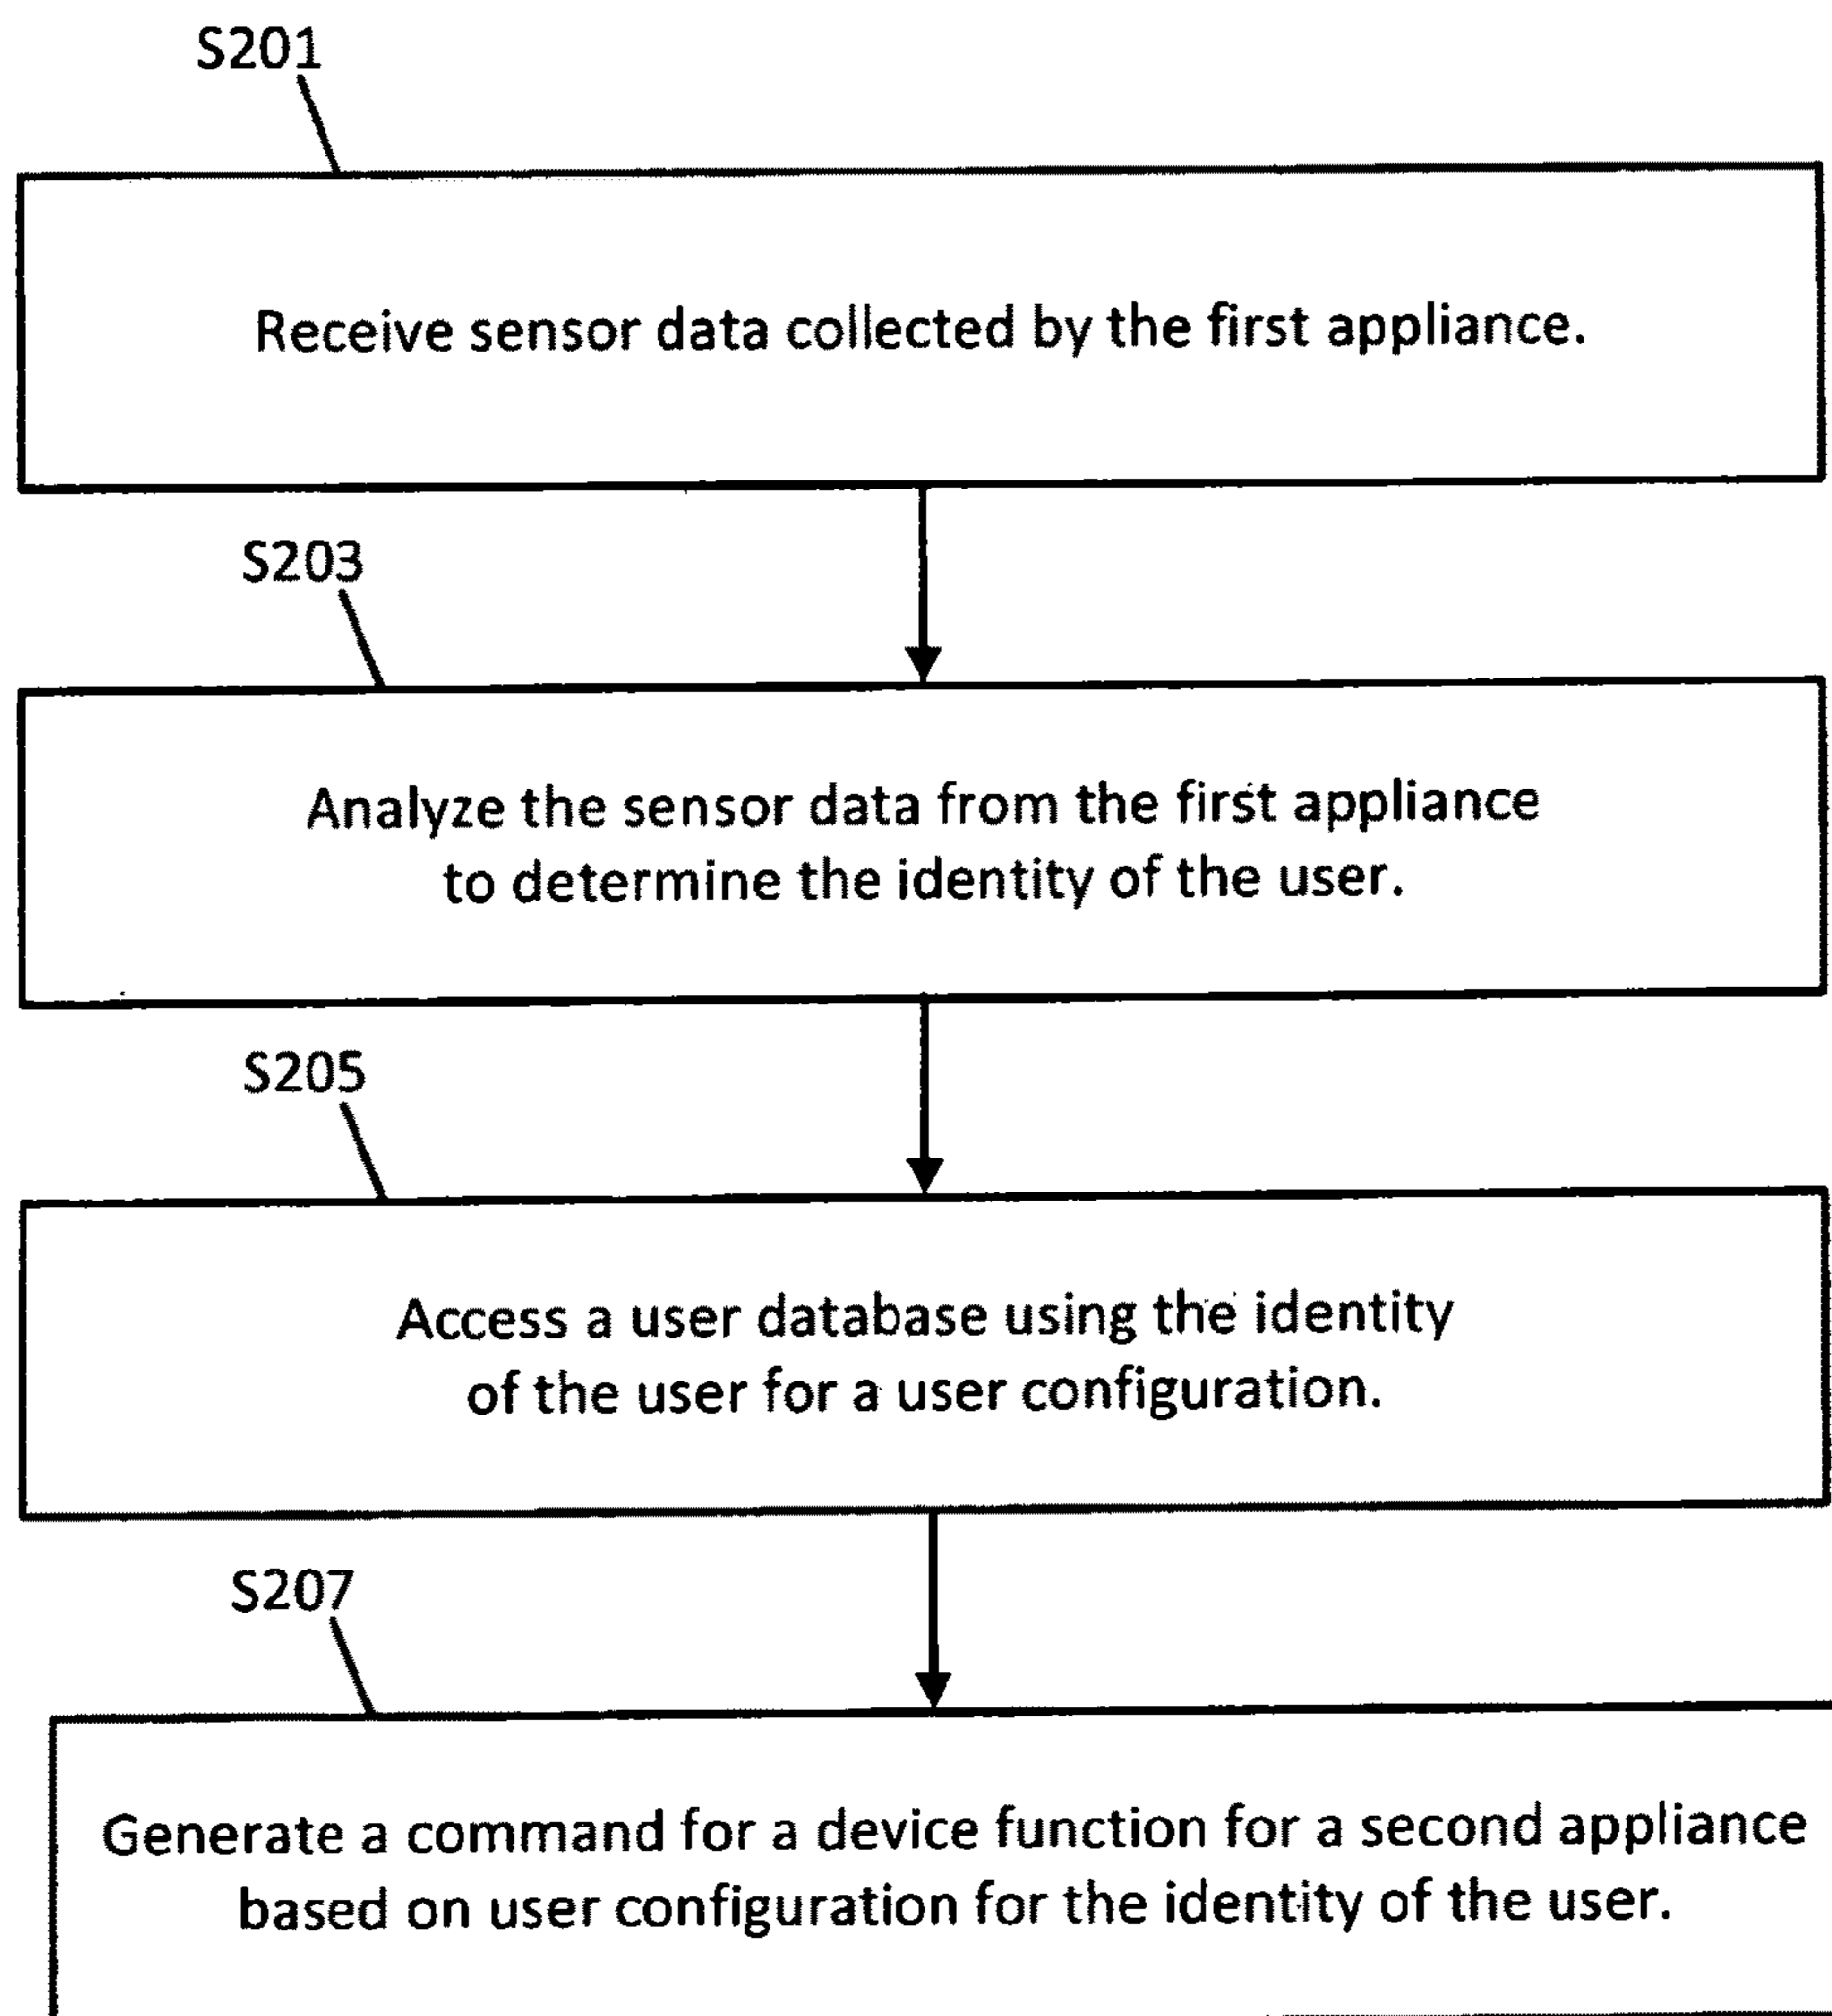 S201
Receive sensor data collected by the first appliance.
S203
Analyze the sensor data from the first appliance
to determine the identity of the user.
S205
Access a user database using the identity
of the user for a user configuration.
S207
Generate a command for a device function for a second appliance
based on user configuration for the identity of the user.